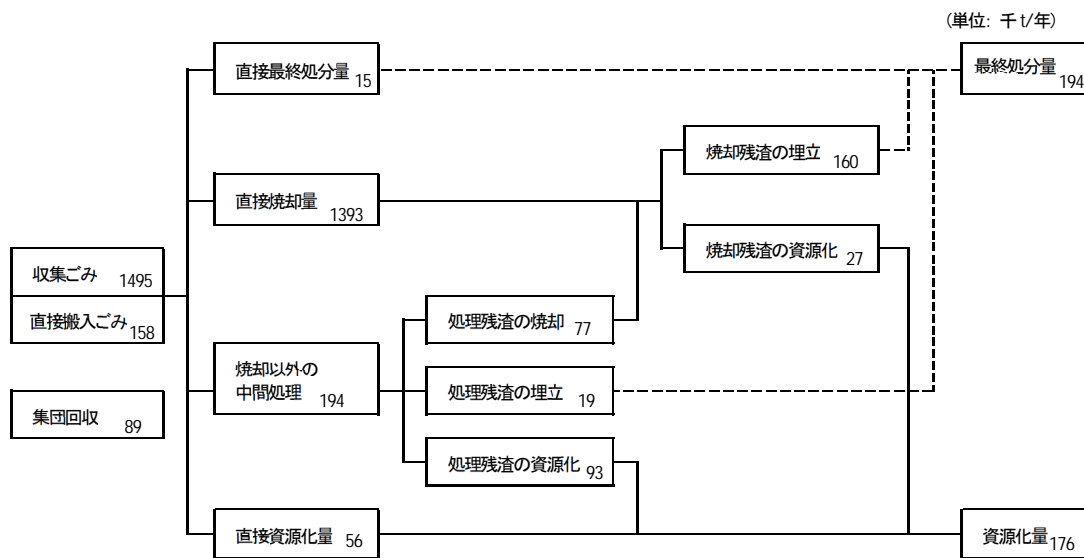 (単位: 千t/年)
直接最終処分量 15
最終処分量 194
焼却残渣の埋立 160
直接焼却量 1393
焼却残渣の資源化 27
収集ごみ 1495
直接搬入ごみ 158
処理残渣の焼却 77
焼却以外の
中間処理 194
処理残渣の埋立 19
集団回収 89
処理残渣の資源化 93
直接資源化量 56
資源化量 176